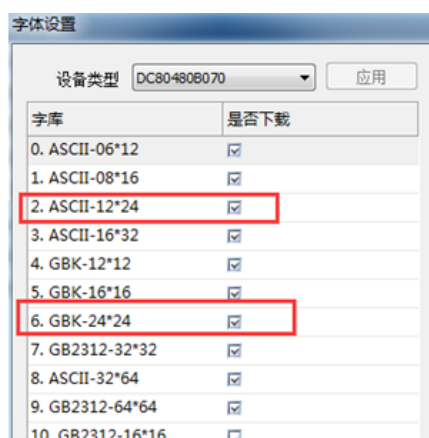 字体设置
设备类型 DC80480B070 应用
字库 是否下载
0. ASCII-06*12
1. ASCII-08*16
2. ASCII-12*24
3. ASCII-16*32
4. GBK-12*12
5. GBK-16*16
6. GBK-24*24
7. GB2312-32*32
8. ASCII-32*64
9. GB2312-64*64
10. GB2312-16*16